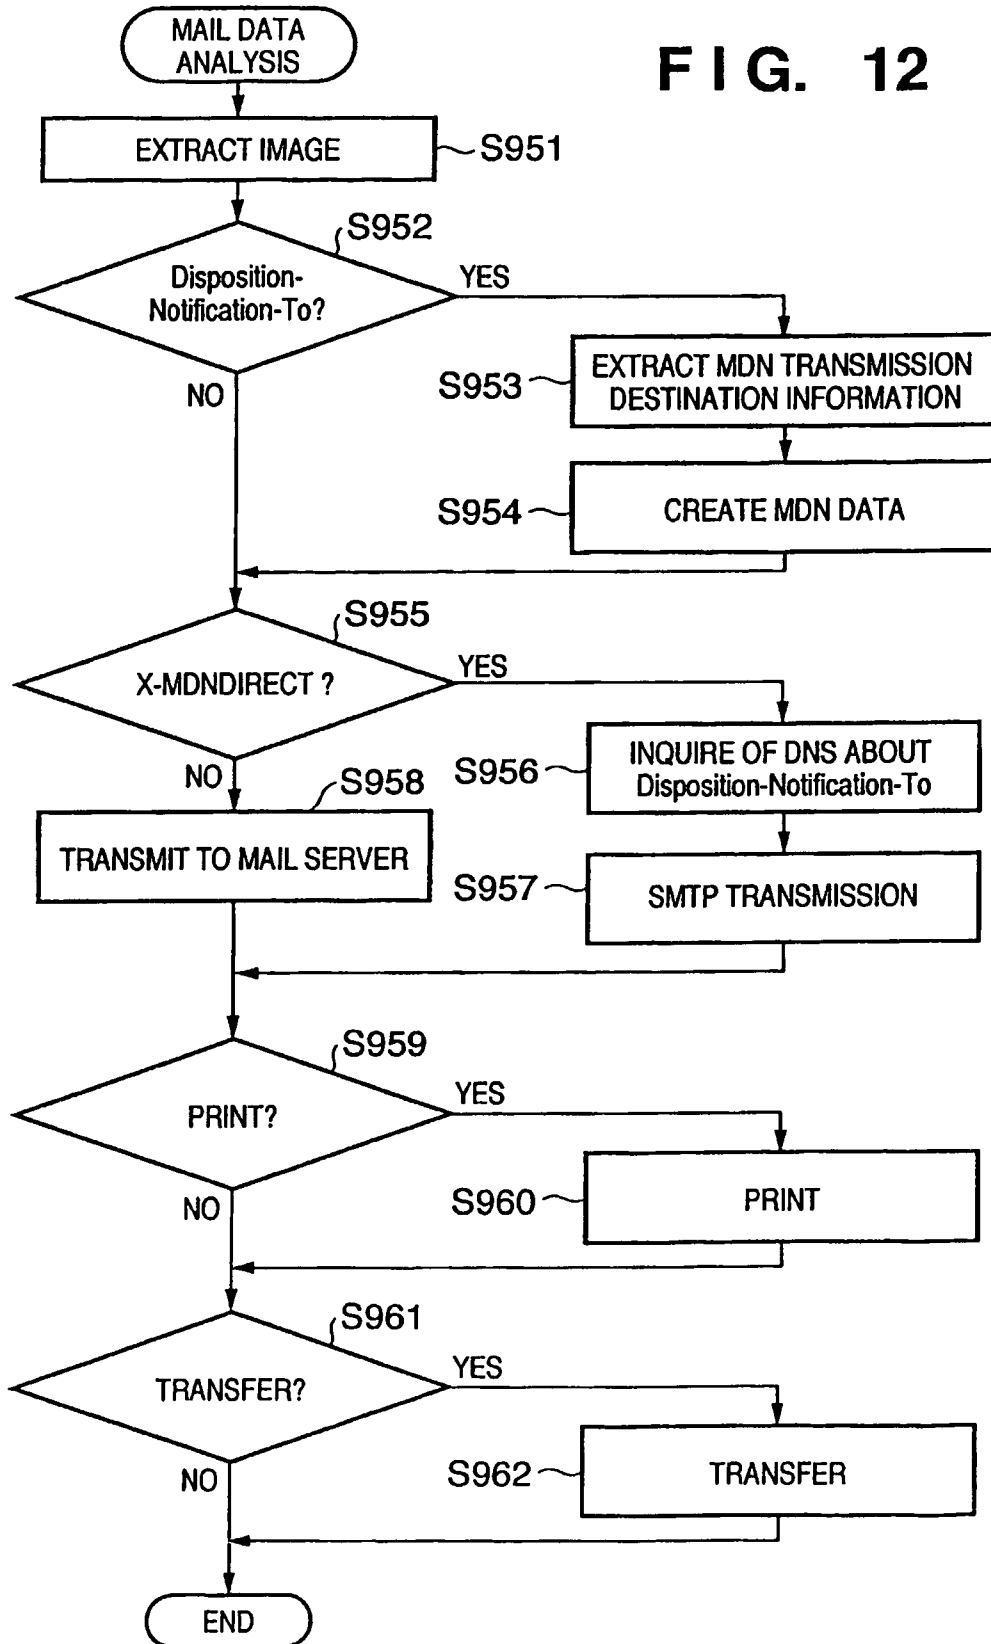 FIG. 12
MAIL DATA
ANALYSIS
EXTRACT IMAGE
S951
S952
Disposition-
Notification-To?
YES
NO
S953
EXTRACT MDN TRANSMISSION
DESTINATION INFORMATION
S954
CREATE MDN DATA
S955
X-MDNDIRECT ?
YES
NO
S956
INQUIRE OF DNS ABOUT
Disposition-Notification-To
S958
TRANSMIT TO MAIL SERVER
S957
SMTP TRANSMISSION
S959
PRINT?
YES
NO
S960
PRINT
S961
TRANSFER?
YES
NO
S962
TRANSFER
END